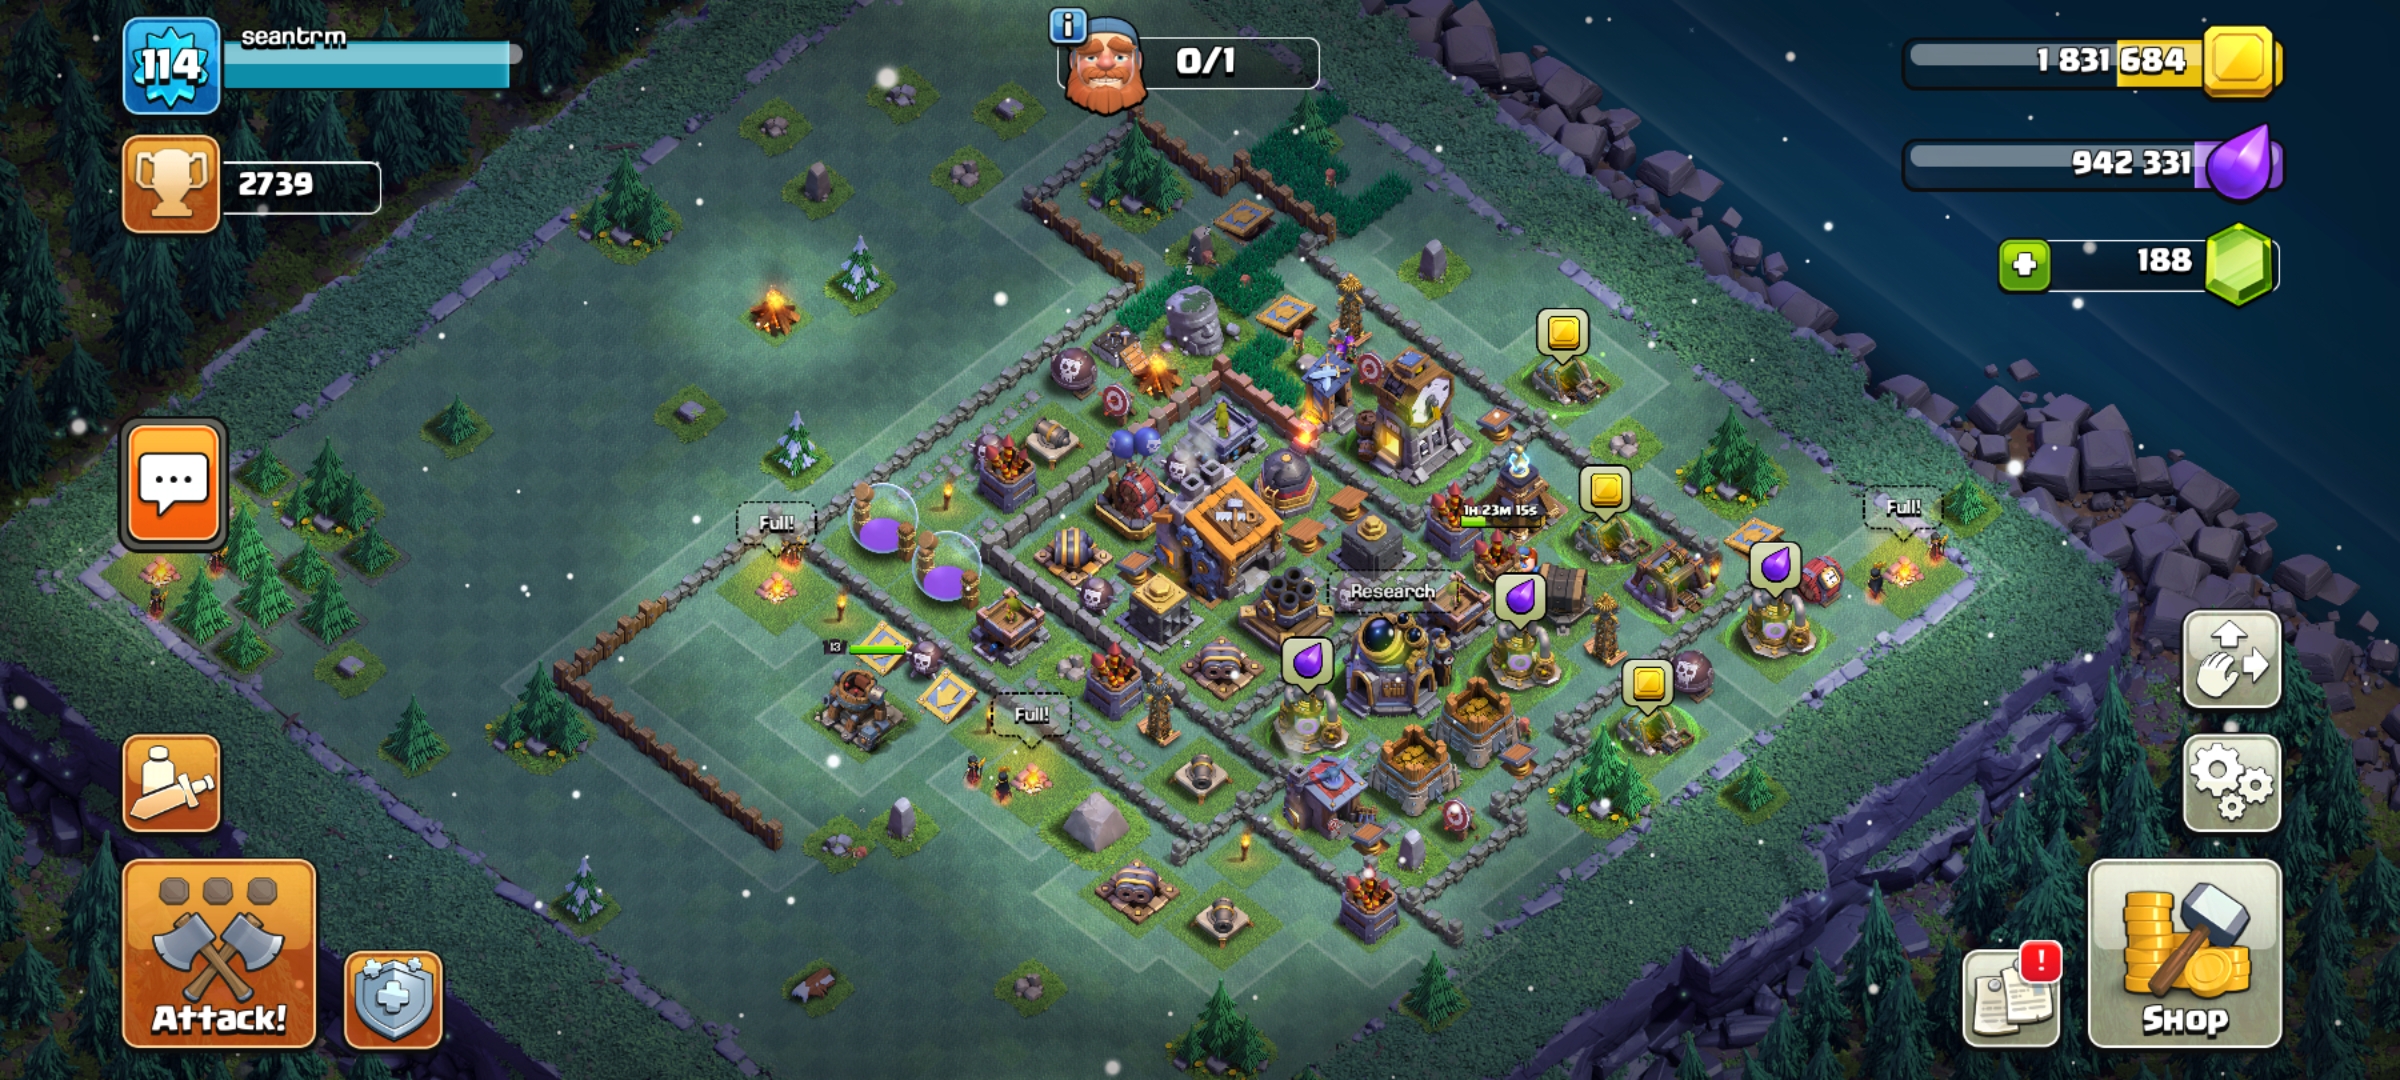 seantrm
114
0/1
1 831 684
942 331
2739
188
Full!
Full!
1H 23M 15s
Research
13
Full!
Attack!
!
Shop